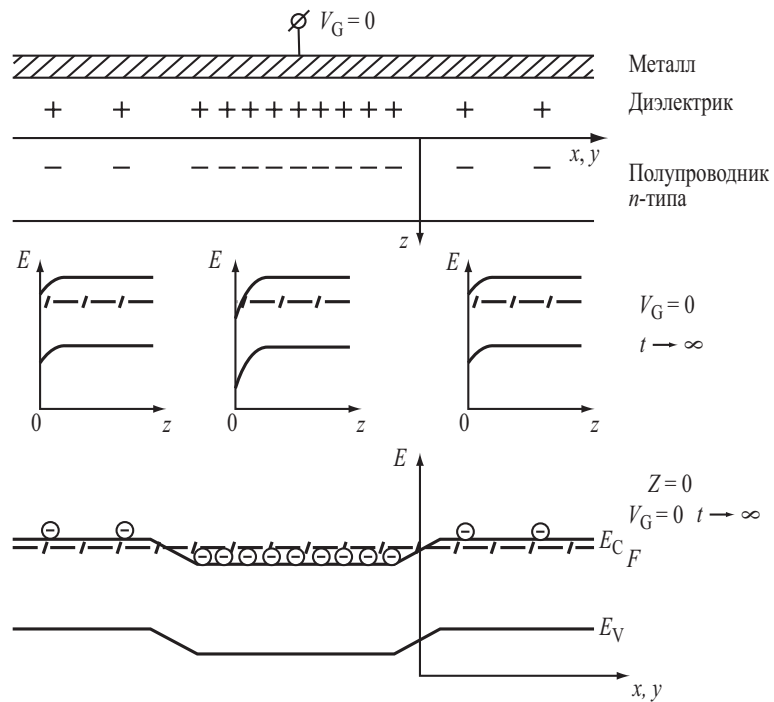 V_G = 0
Металл
Диэлектрик
+ + + + + + + + + + + + +
x, y
− − − − − − − − − − − − −
Полупроводник
n-типа
z
E E E
V_G = 0
t → ∞
0 z 0 z 0 z
E
Z = 0
V_G = 0 t → ∞
E_C
F
E_V
x, y